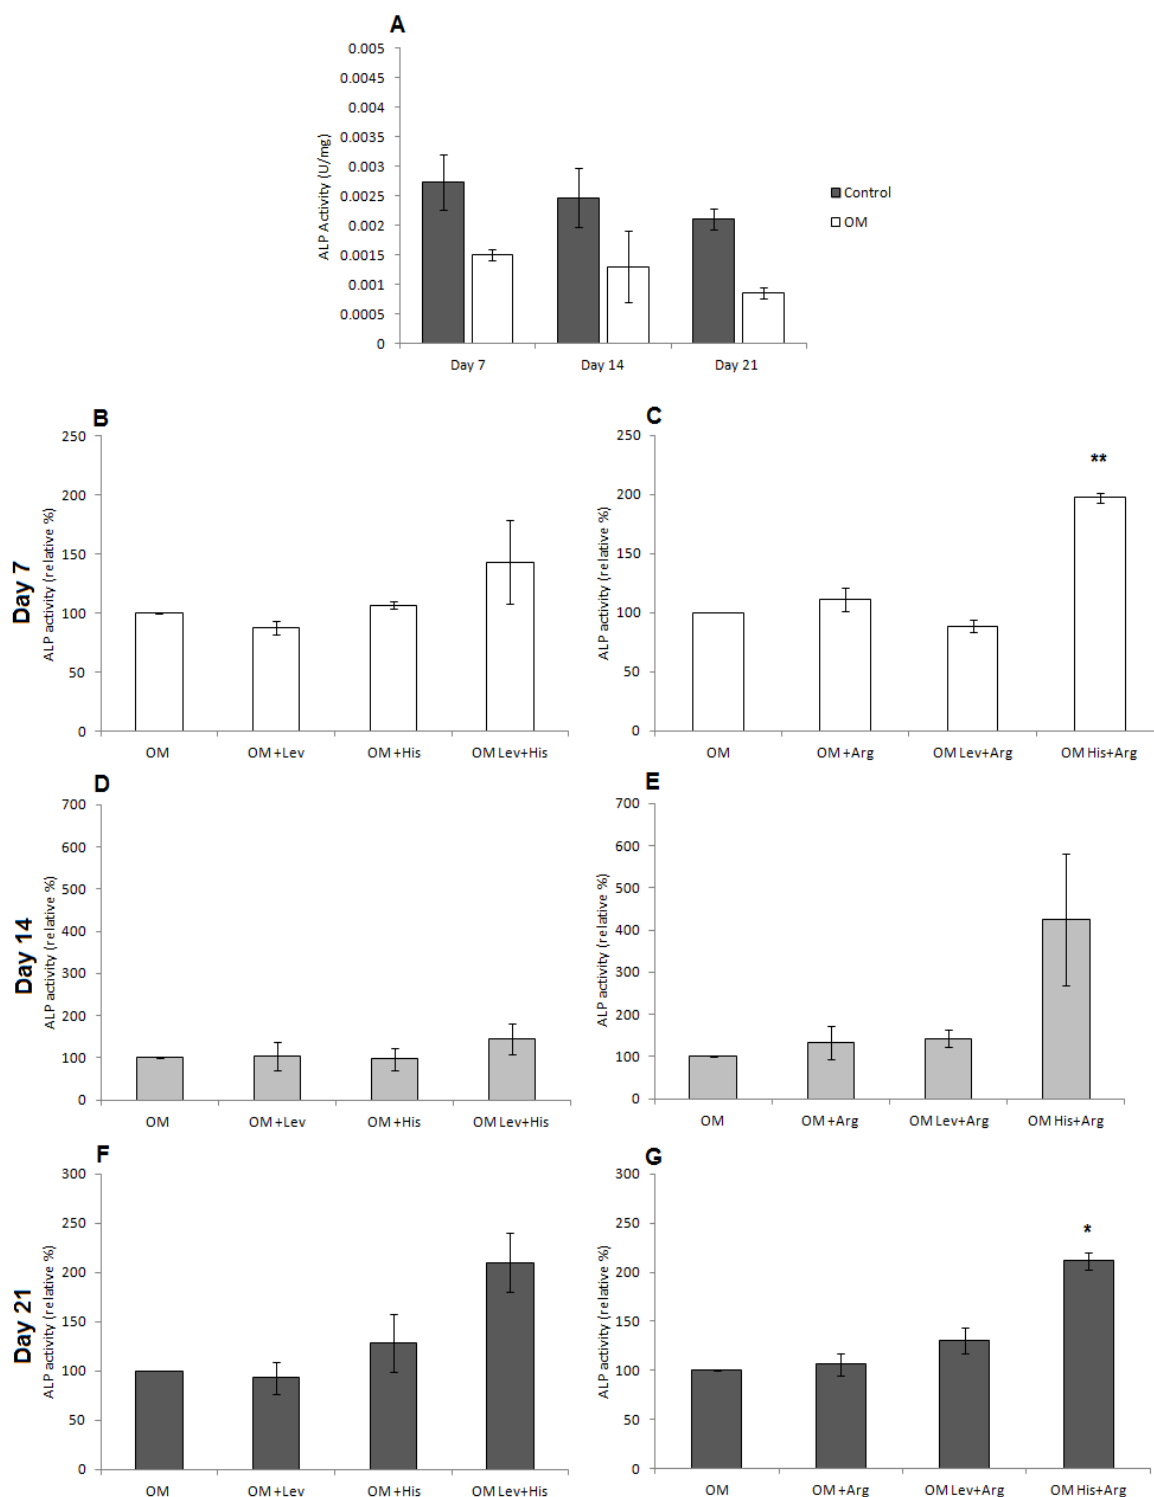 A
0.005
0.0045
0.004
0.0035
0.003
0.0025
0.002
0.0015
0.001
0.0005
0
ALP Activity (U/mg)
Day 7 Day 14 Day 21
Control
OM
Day 7
B
250
200
150
100
50
0
ALP activity (relative %)
OM OM +Lev OM +His OM Lev+His
C
250
200
150
100
50
0
ALP activity (relative %)
**
OM OM +Arg OM Lev+Arg OM His+Arg
Day 14
D
700
600
500
400
300
200
100
0
ALP activity (relative %)
OM OM +Lev OM +His OM Lev+His
E
700
600
500
400
300
200
100
0
ALP activity (relative %)
OM OM +Arg OM Lev+Arg OM His+Arg
Day 21
F
300
250
200
150
100
50
0
ALP activity (relative %)
OM OM +Lev OM +His OM Lev+His
G
300
250
200
150
100
50
0
ALP activity (relative %)
*
OM OM +Arg OM Lev+Arg OM His+Arg